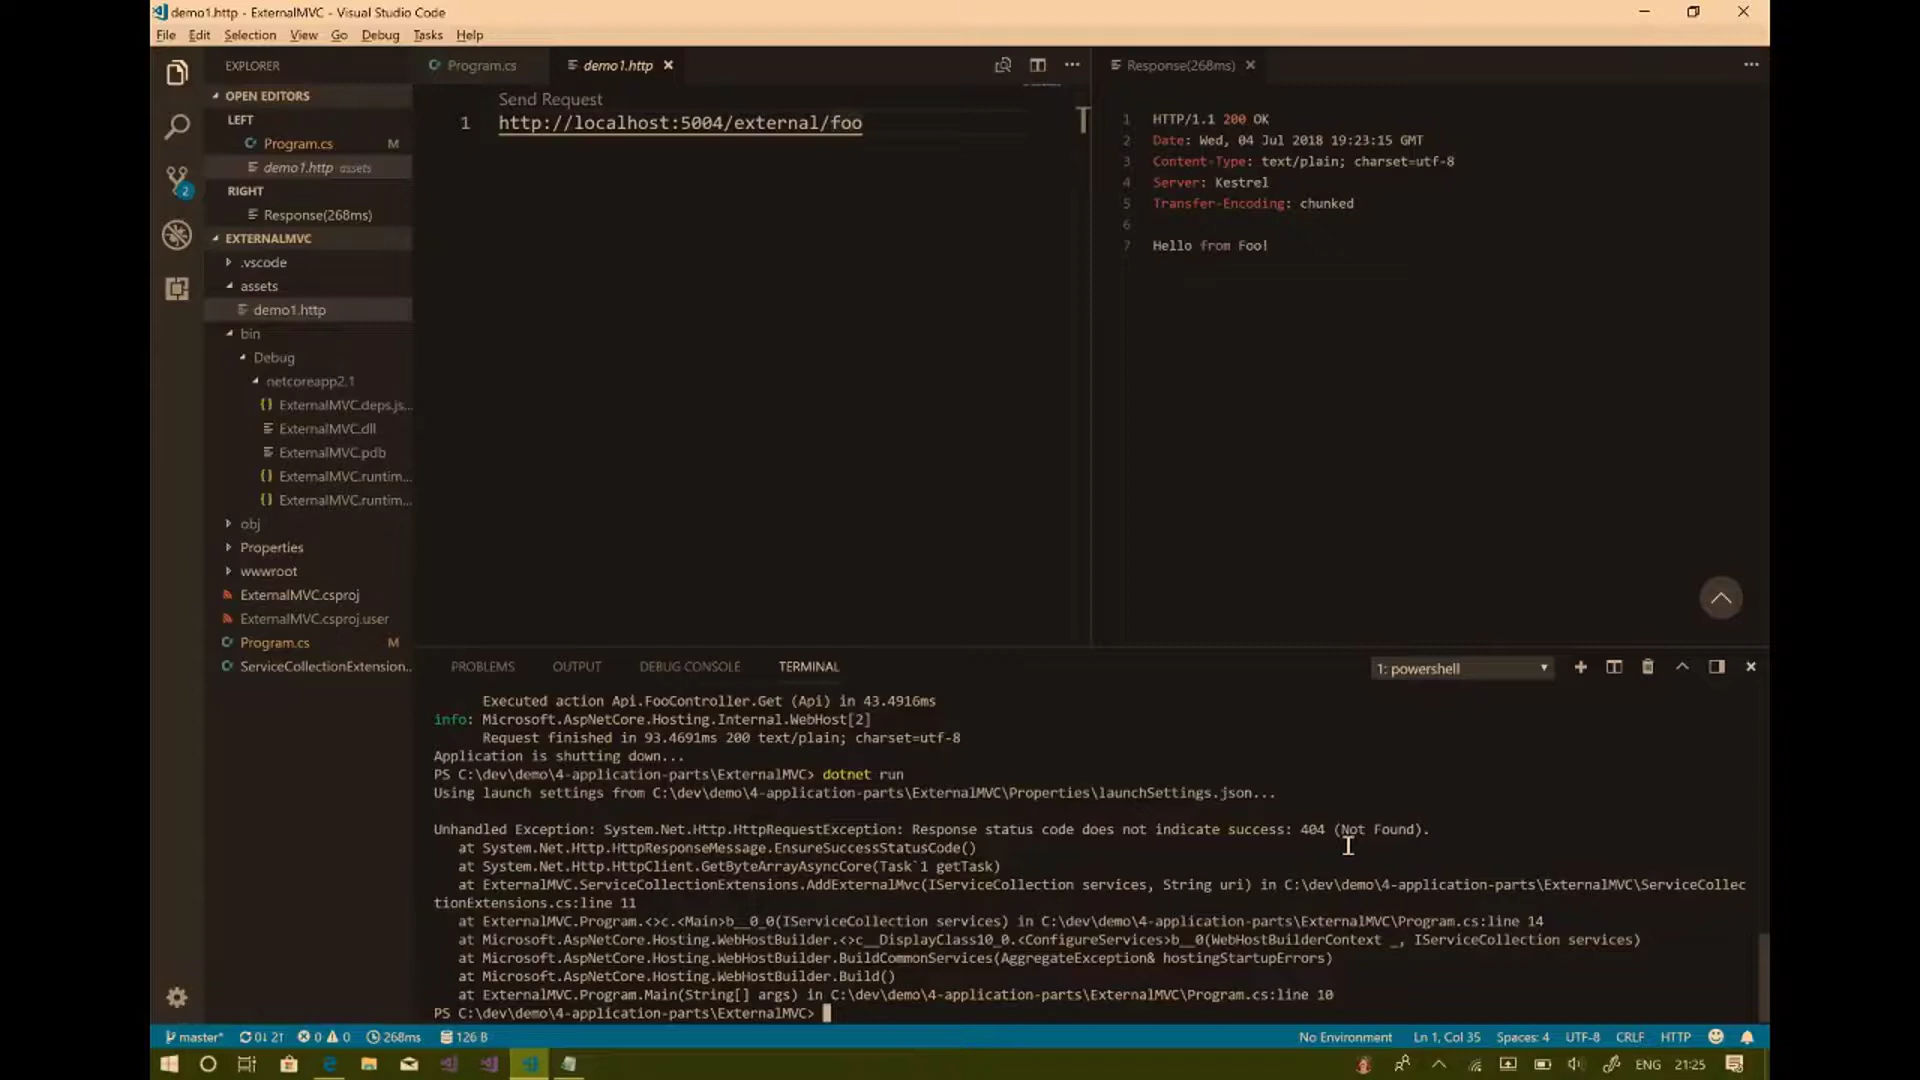 demo1.http - ExternalMVC - Visual Studio Code
File Edit Selection View Go Debug Tasks Help
EXPLORER
OPEN EDITORS
LEFT
Program.cs M
demo1.http assets
RIGHT
Response(268ms)
EXTERNALMVC
.vscode
assets
demo1.http
bin
Debug
netcoreapp2.1
ExternalMVC.deps.js...
ExternalMVC.dll
ExternalMVC.pdb
ExternalMVC.runtim...
ExternalMVC.runtim...
obj
Properties
wwwroot
ExternalMVC.csproj
ExternalMVC.csproj.user
Program.cs M
ServiceCollectionExtension...
Program.cs demo1.http
Send Request
1 http://localhost:5004/external/foo
Response(268ms)
1 HTTP/1.1 200 OK
2 Date: Wed, 04 Jul 2018 19:23:15 GMT
3 Content-Type: text/plain; charset=utf-8
4 Server: Kestrel
5 Transfer-Encoding: chunked
6
7 Hello from Foo!
PROBLEMS OUTPUT DEBUG CONSOLE TERMINAL 1: powershell
Executed action Api.FooController.Get (Api) in 43.4916ms
info: Microsoft.AspNetCore.Hosting.Internal.WebHost[2]
Request finished in 93.4691ms 200 text/plain; charset=utf-8
Application is shutting down...
PS C:\dev\demo\4-application-parts\ExternalMVC> dotnet run
Using launch settings from C:\dev\demo\4-application-parts\ExternalMVC\Properties\launchSettings.json...
Unhandled Exception: System.Net.Http.HttpRequestException: Response status code does not indicate success: 404 (Not Found).
at System.Net.Http.HttpResponseMessage.EnsureSuccessStatusCode()
at System.Net.Http.HttpClient.GetByteArrayAsyncCore(Task`1 getTask)
at ExternalMVC.ServiceCollectionExtensions.AddExternalMvc(IServiceCollection services, String uri) in C:\dev\demo\4-application-parts\ExternalMVC\ServiceCollec
tionExtensions.cs:line 11
at ExternalMVC.Program.<>c.<Main>b__0_0(IServiceCollection services) in C:\dev\demo\4-application-parts\ExternalMVC\Program.cs:line 14
at Microsoft.AspNetCore.Hosting.WebHostBuilder.<>c__DisplayClass10_0.<ConfigureServices>b__0(WebHostBuilderContext _, IServiceCollection services)
at Microsoft.AspNetCore.Hosting.WebHostBuilder.BuildCommonServices(AggregateException& hostingStartupErrors)
at Microsoft.AspNetCore.Hosting.WebHostBuilder.Build()
at ExternalMVC.Program.Main(String[] args) in C:\dev\demo\4-application-parts\ExternalMVC\Program.cs:line 10
PS C:\dev\demo\4-application-parts\ExternalMVC>
2
master* 0↓ 2↑ 0 0 268ms 126 B No Environment Ln 1, Col 35 Spaces: 4 UTF-8 CRLF HTTP
ENG 21:25